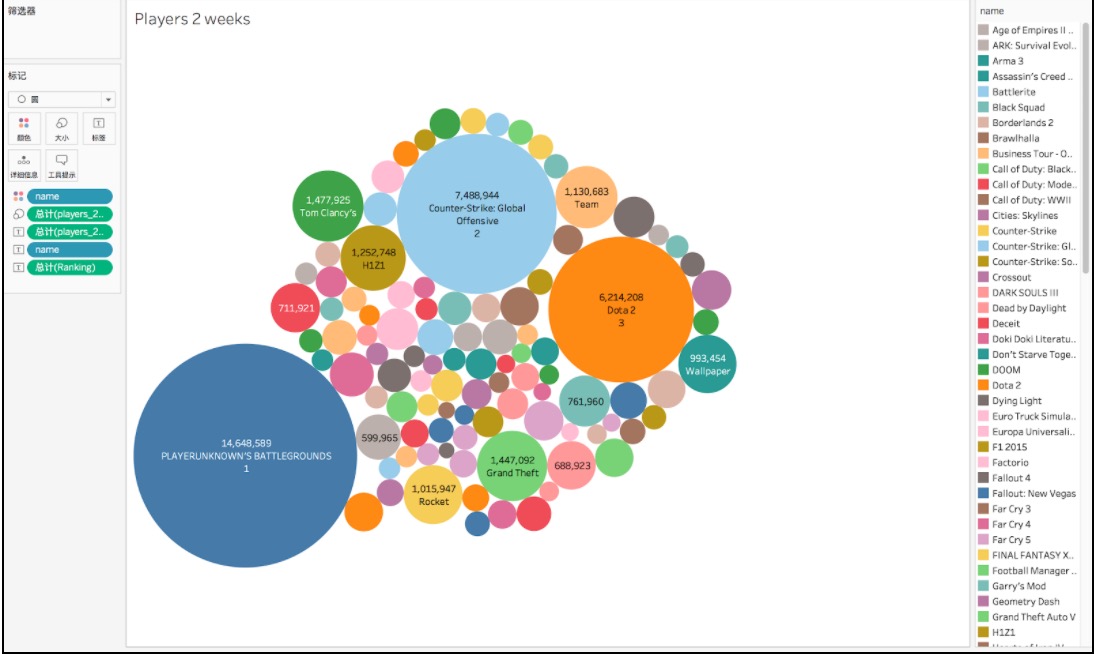 筛选器
标记
圆
颜色
大小
标签
详细信息
工具提示
name
总计(players_2..
总计(players_2..
name
总计(Ranking)
Players 2 weeks
7,488,944
Counter-Strike: Global
Offensive
2
1,130,683
Team
1,477,925
Tom Clancy's
1,252,748
H1Z1
711,921
6,214,208
Dota 2
3
993,454
Wallpaper
761,960
599,965
14,648,589
PLAYERUNKNOWN'S BATTLEGROUNDS
1
1,447,092
Grand Theft
688,923
1,015,947
Rocket
name
Age of Empires II ..
ARK: Survival Evol..
Arma 3
Assassin's Creed ..
Battlerite
Black Squad
Borderlands 2
Brawlhalla
Business Tour - O..
Call of Duty: Black..
Call of Duty: Mode..
Call of Duty: WWII
Cities: Skylines
Counter-Strike
Counter-Strike: Gl..
Counter-Strike: So..
Crossout
DARK SOULS III
Dead by Daylight
Deceit
Doki Doki Literatu..
Don't Starve Toge..
DOOM
Dota 2
Dying Light
Euro Truck Simula..
Europa Universali..
F1 2015
Factorio
Fallout 4
Fallout: New Vegas
Far Cry 3
Far Cry 4
Far Cry 5
FINAL FANTASY X..
Football Manager ..
Garry's Mod
Geometry Dash
Grand Theft Auto V
H1Z1